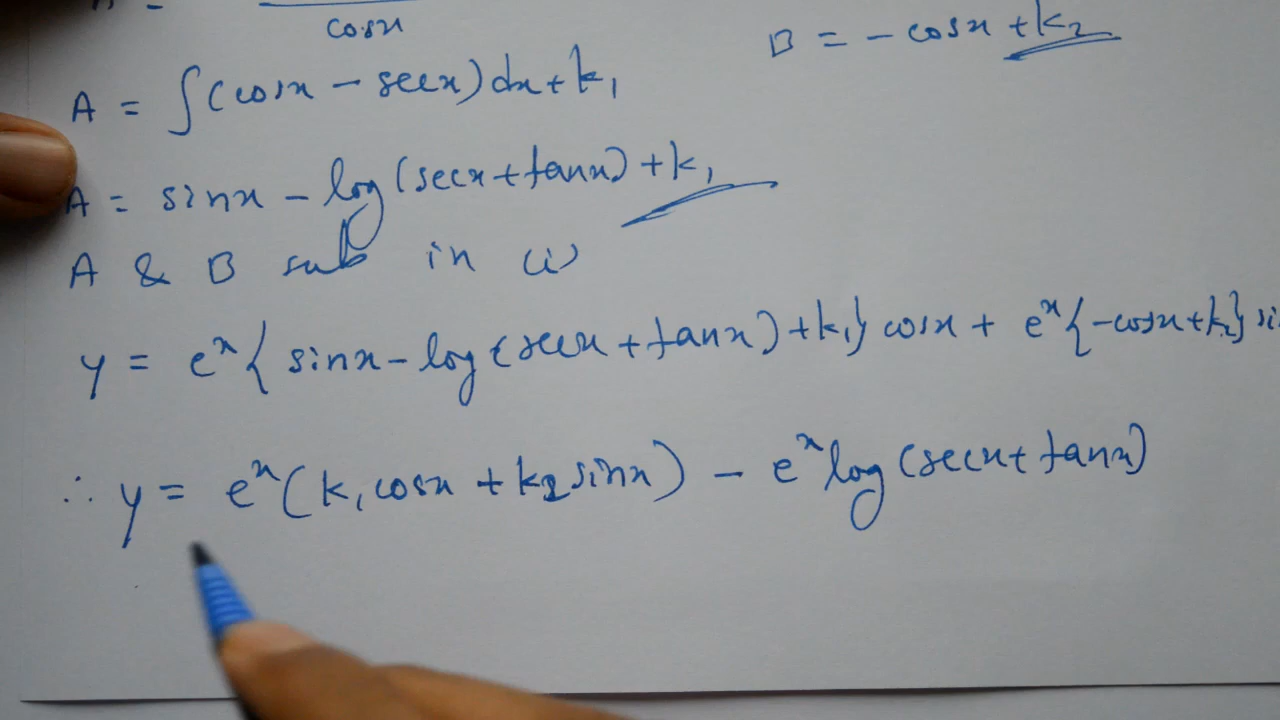 cosx
B = - cosx + k₂
A = ∫(cosx - secx)dx + k₁
A = sinx - log(secx + tanx) + k₁
A & B sub in (i)
y = eˣ{ sinx - log(secx + tanx) + k₁} cosx + eˣ{-cosx + k₂} si
∴ y = eˣ(k₁cosx + k₂sinx) - eˣlog(secx + tanx)